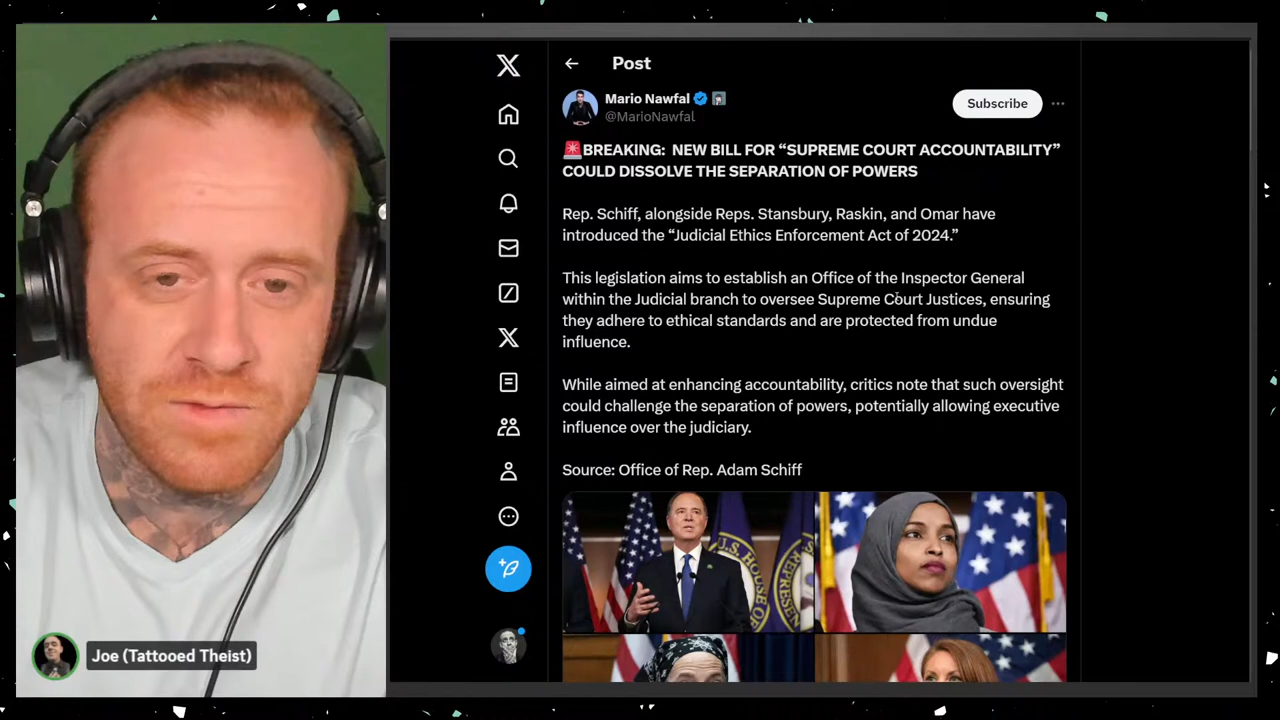 Post
Mario Nawfal
@MarioNawfal
Subscribe
🚨BREAKING: NEW BILL FOR “SUPREME COURT ACCOUNTABILITY”
COULD DISSOLVE THE SEPARATION OF POWERS
Rep. Schiff, alongside Reps. Stansbury, Raskin, and Omar have
introduced the “Judicial Ethics Enforcement Act of 2024.”
This legislation aims to establish an Office of the Inspector General
within the Judicial branch to oversee Supreme Court Justices, ensuring
they adhere to ethical standards and are protected from undue
influence.
While aimed at enhancing accountability, critics note that such oversight
could challenge the separation of powers, potentially allowing executive
influence over the judiciary.
Source: Office of Rep. Adam Schiff
U.S. HOUSE OF REPRESEN
Joe (Tattooed Theist)